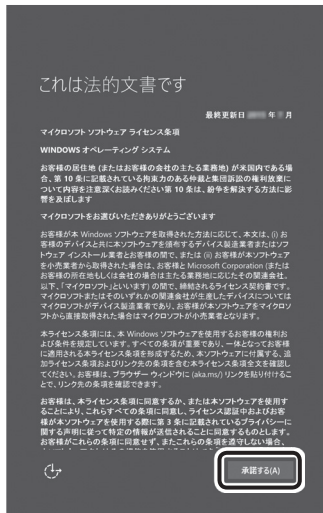 これは法的文書です
最終更新日 年 月
マイクロソフト ソフトウェア ライセンス条項
WINDOWS オペレーティング システム
お客様の居住地 (またはお客様の会社の主たる業務地) が米国内である場
合、第 10 条に記載されている拘束力のある仲裁と集団訴訟の権利放棄に
ついて内容を注意深くお読みください第 10 条は、紛争を解決する方法に影
響を及ぼします
マイクロソフトをお選びいただきありがとうございます
お客様が本 Windows ソフトウェアを取得された方法に応じて、本文は、(i) お
客様のデバイスと共に本ソフトウェアを頒布するデバイス製造業者またはソフ
トウェア インストール業者とお客様の間で、または (ii) お客様が本ソフトウェア
を小売業者から取得された場合は、お客様と Microsoft Corporation (または
お客様の所在地もしくは会社の場合は主たる業務地に応じたその関連会社。
以下、「マイクロソフト」といいます) の間で、締結されるライセンス契約書です。
マイクロソフトまたはそのいずれかの関連会社が生産したデバイスについては
マイクロソフトがデバイス製造業者であり、お客様が本ソフトウェアをマイクロソ
フトから直接取得された場合はマイクロソフトが小売業者となります。
本ライセンス条項には、本 Windows ソフトウェアを使用するお客様の権利お
よび条件を規定しています。すべての条項が重要であり、一体となってお客様
に適用される本ライセンス条項を形成するため、本ソフトウェアに付属する、追
加ライセンス条項およびリンク先の条項を含む本ライセンス条項全文を確認し
てください。お客様は、ブラウザー ウィンドウに (aka.ms/) リンクを貼り付けるこ
とで、リンク先の条項を確認できます。
お客様は、本ライセンス条項に同意するか、または本ソフトウェアを使用す
ることにより、これらすべての条項に同意し、ライセンス認証中およびお客
様が本ソフトウェアを使用する際に第 3 条に記載されているプライバシーに
関する声明に従って特定の情報が送信されることに同意するものとします。
お客様がこれらの条項に同意せず、またこれらの条項を遵守しない場合、
承諾する(A)